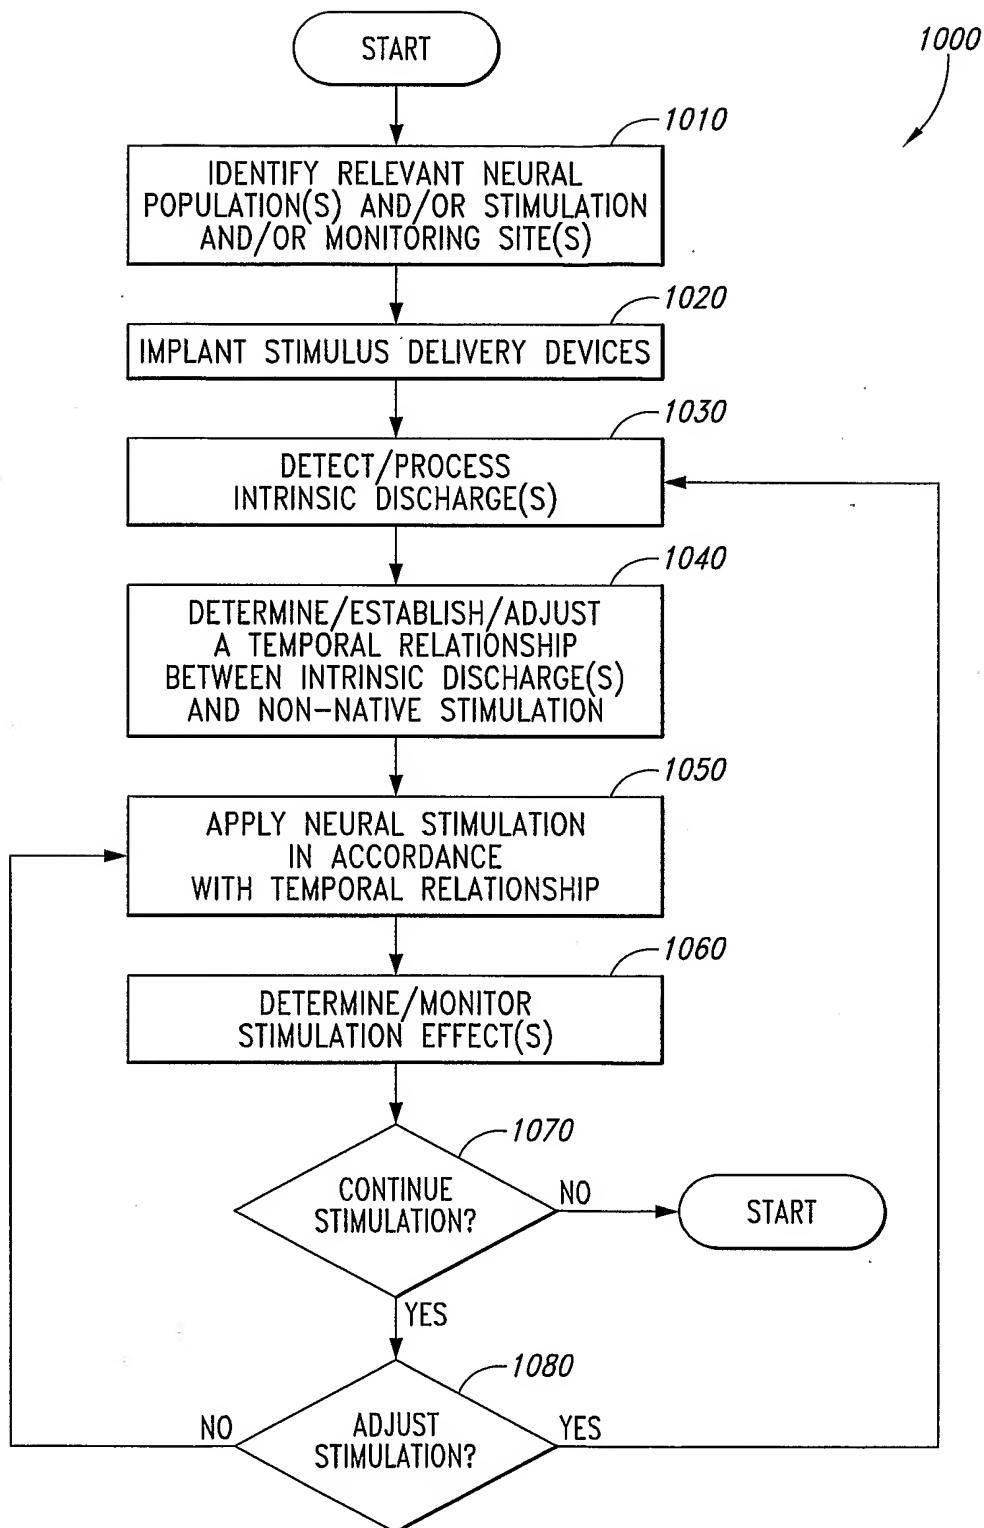 START
1000
1010
IDENTIFY RELEVANT NEURAL
POPULATION(S) AND/OR STIMULATION
AND/OR MONITORING SITE(S)
1020
IMPLANT STIMULUS DELIVERY DEVICES
1030
DETECT/PROCESS
INTRINSIC DISCHARGE(S)
1040
DETERMINE/ESTABLISH/ADJUST
A TEMPORAL RELATIONSHIP
BETWEEN INTRINSIC DISCHARGE(S)
AND NON-NATIVE STIMULATION
1050
APPLY NEURAL STIMULATION
IN ACCORDANCE
WITH TEMPORAL RELATIONSHIP
1060
DETERMINE/MONITOR
STIMULATION EFFECT(S)
1070
CONTINUE
STIMULATION?
NO
START
YES
1080
NO
ADJUST
STIMULATION?
YES